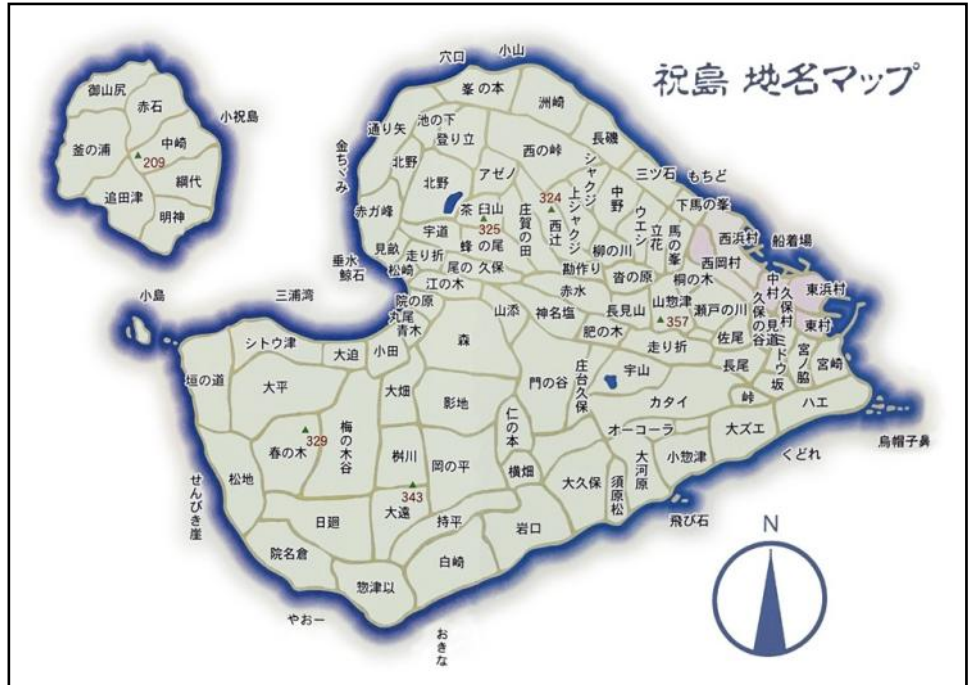 祝島 地名マップ
穴口
小山
峯の本
洲崎
御山尻
赤石
小祝島
釜の浦
中崎
209
綱代
追田津
明神
通り矢
池の下
登り立
西の峠
長磯
金ちゞみ
北野
北野
アゼノ
シャクジ
上シャクジ
中野
三ツ石
もちど
下馬の峯
324
茶臼山
325
庄賀の田
西辻
ウエシ
立花
馬の峯
西浜村
船着場
赤ガ峰
宇道
蜂の尾
柳の川
西岡村
見畝
走り折
尾の久保
勘作り
沓の原
桐の木
中村
久保村
東浜村
垂水
鯨石
松崎
江の木
赤水
山惣津
瀬戸の川
久保の谷
見道
ミドウ
東村
小島
三浦湾
院の原
丸尾
青木
山添
神名塩
長見山
357
肥の木
走り折
佐尾
宮ノ脇
宮崎
シトウ津
大迫
小田
森
長尾
坂
垣の道
大平
大畑
影地
門の谷
庄台久保
宇山
カタイ
峠
ハエ
329
春の木
梅の木谷
桝川
岡の平
仁の本
オーコーラ
大ズエ
烏帽子鼻
せんびき崖
松地
343
横畑
大久保
須原松
大河原
小惣津
くどれ
日廻
大遠
持平
岩口
飛び石
院名倉
惣津以
白崎
やおー
おきな
N